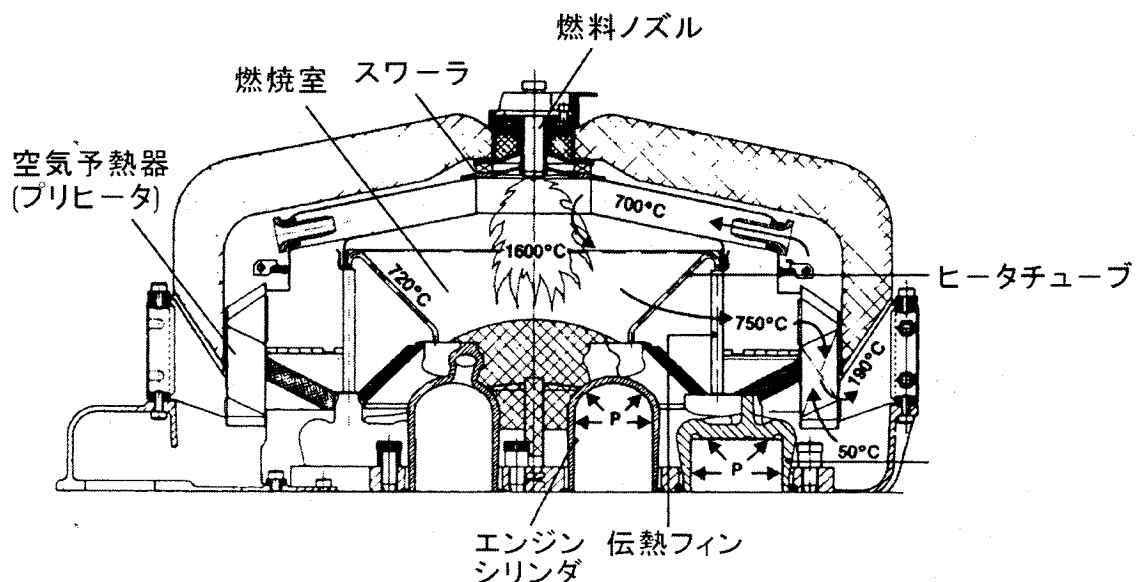 燃料ノズル
燃焼室
スワーラ
空気予熱器
(プリヒータ)
700°C
1600°C
720°C
ヒータチューブ
750°C
190°C
50°C
P
P
エンジン
シリンダ
伝熱フィン